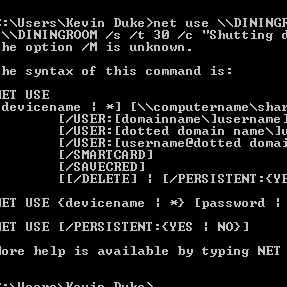 C:\Users\Kevin Duke>net use \\DININGR
\\DININGROOM /s /t 30 /c "Shutting d
he option /M is unknown.
he syntax of this command is:
NET USE
[devicename | *] [\\computername\shar
[/USER:[domainname\]username]
[/USER:[dotted domain name\]u
[/USER:[username@dotted domai
[/SMARTCARD]
[/SAVECRED]
[[/DELETE] | [/PERSISTENT:{YE
NET USE {devicename | *} [password |
NET USE [/PERSISTENT:{YES | NO}]
More help is available by typing NET
C:\Users\Kevin Duke>